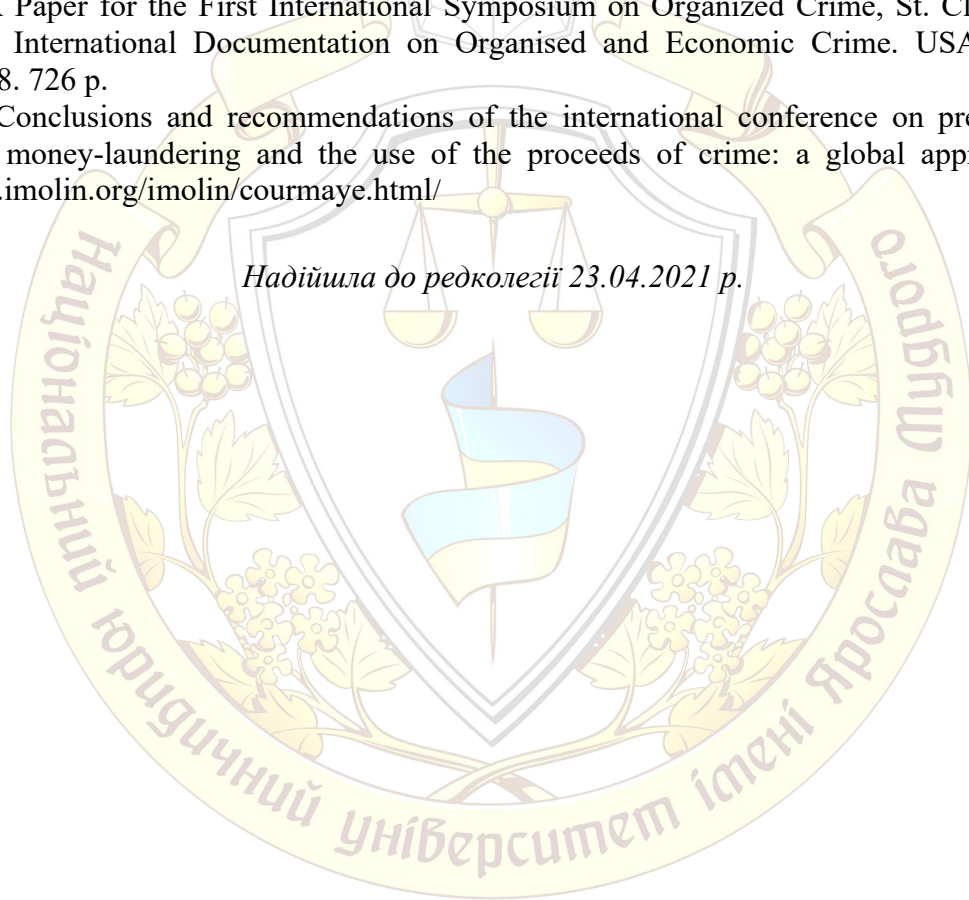 Paper for the First International Symposium on Organized Crime, St. Cl
International Documentation on Organised and Economic Crime. USA
8. 726 p.
Conclusions and recommendations of the international conference on pre
money-laundering and the use of the proceeds of crime: a global appr
.imolin.org/imolin/courmaye.html/
Надійшла до редколегії 23.04.2021 р.
Національний юридичний університет імені Ярослава Мудрого